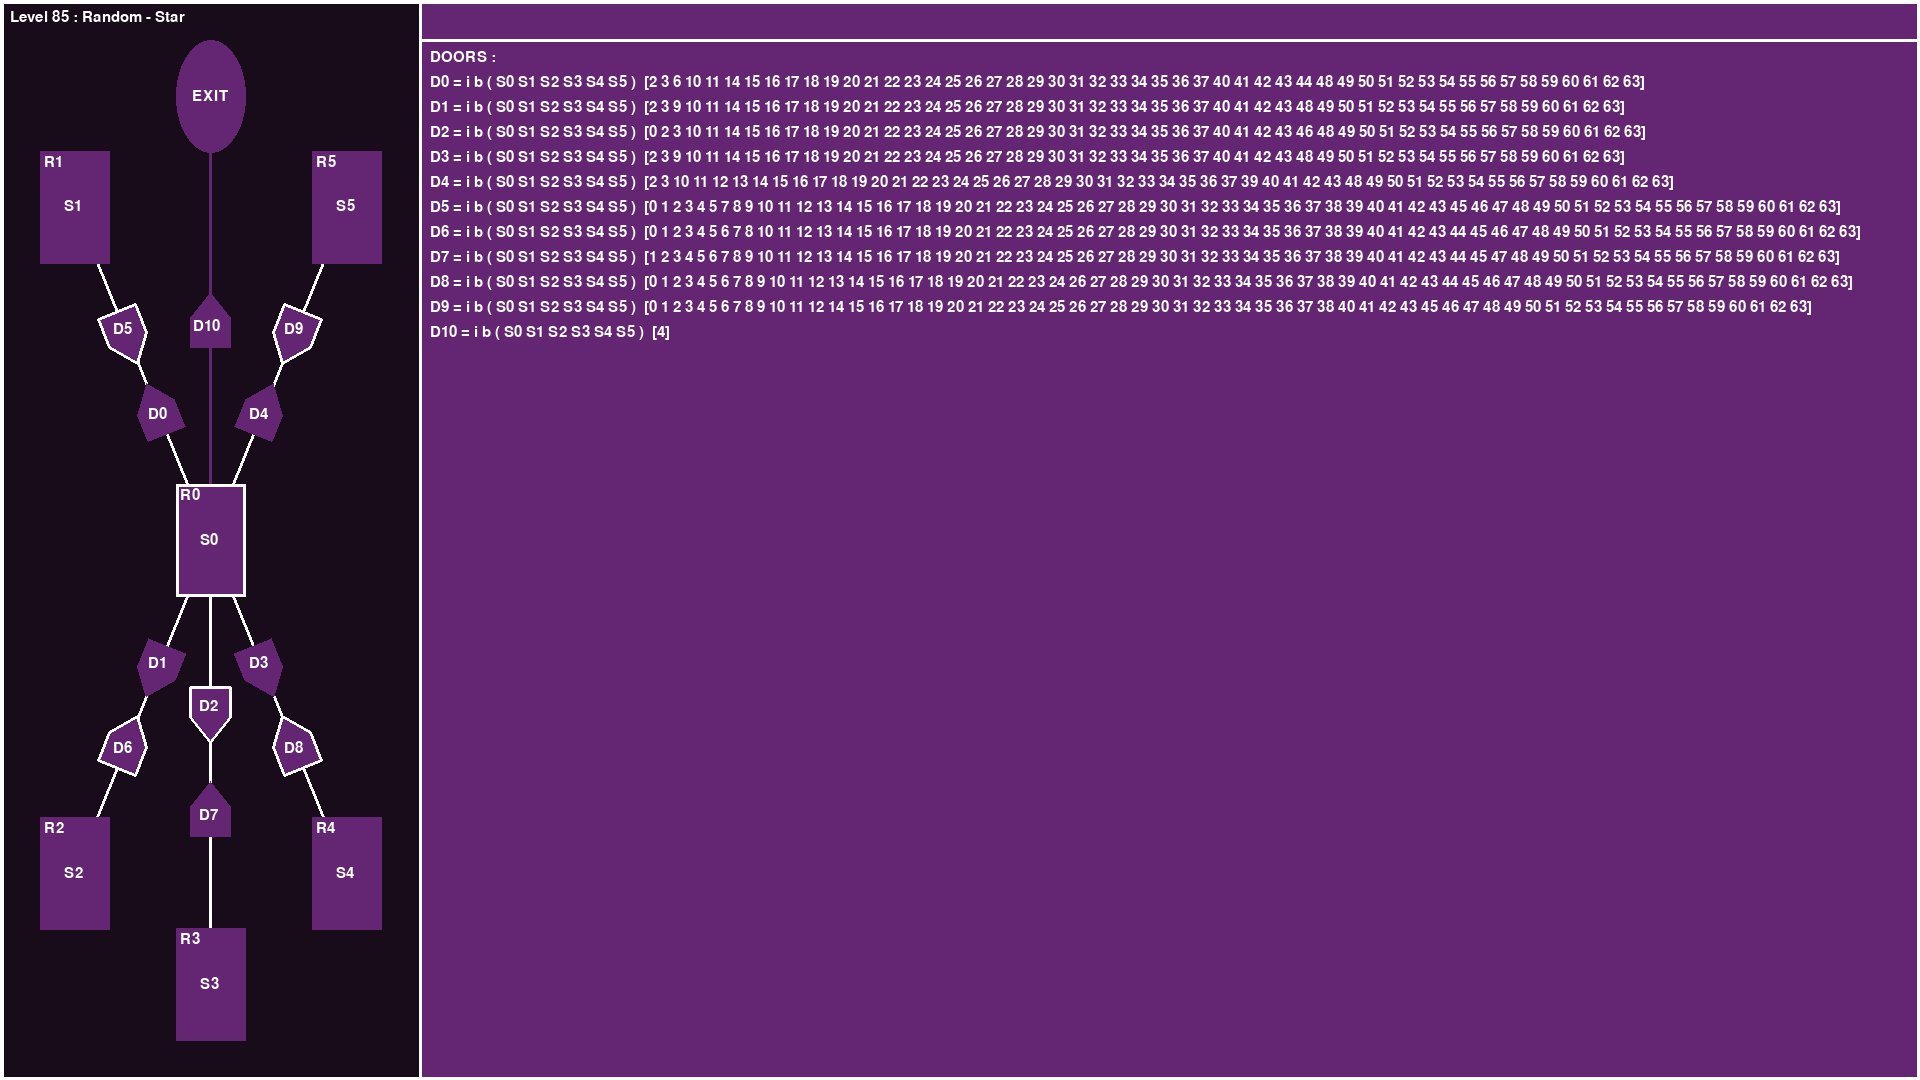 Level 85 : Random - Star
EXIT
R1
S1
R5
S5
D5
D10
D9
D0
D4
R0
S0
D1
D3
D2
D6
D8
D7
R2
S2
R4
S4
R3
S3
DOORS :
D0 = i b ( S0 S1 S2 S3 S4 S5 ) [2 3 6 10 11 14 15 16 17 18 19 20 21 22 23 24 25 26 27 28 29 30 31 32 33 34 35 36 37 40 41 42 43 44 48 49 50 51 52 53 54 55 56 57 58 59 60 61 62 63]
D1 = i b ( S0 S1 S2 S3 S4 S5 ) [2 3 9 10 11 14 15 16 17 18 19 20 21 22 23 24 25 26 27 28 29 30 31 32 33 34 35 36 37 40 41 42 43 48 49 50 51 52 53 54 55 56 57 58 59 60 61 62 63]
D2 = i b ( S0 S1 S2 S3 S4 S5 ) [0 2 3 10 11 14 15 16 17 18 19 20 21 22 23 24 25 26 27 28 29 30 31 32 33 34 35 36 37 40 41 42 43 46 48 49 50 51 52 53 54 55 56 57 58 59 60 61 62 63]
D3 = i b ( S0 S1 S2 S3 S4 S5 ) [2 3 9 10 11 14 15 16 17 18 19 20 21 22 23 24 25 26 27 28 29 30 31 32 33 34 35 36 37 40 41 42 43 48 49 50 51 52 53 54 55 56 57 58 59 60 61 62 63]
D4 = i b ( S0 S1 S2 S3 S4 S5 ) [2 3 10 11 12 13 14 15 16 17 18 19 20 21 22 23 24 25 26 27 28 29 30 31 32 33 34 35 36 37 39 40 41 42 43 48 49 50 51 52 53 54 55 56 57 58 59 60 61 62 63]
D5 = i b ( S0 S1 S2 S3 S4 S5 ) [0 1 2 3 4 5 7 8 9 10 11 12 13 14 15 16 17 18 19 20 21 22 23 24 25 26 27 28 29 30 31 32 33 34 35 36 37 38 39 40 41 42 43 45 46 47 48 49 50 51 52 53 54 55 56 57 58 59 60 61 62 63]
D6 = i b ( S0 S1 S2 S3 S4 S5 ) [0 1 2 3 4 5 6 7 8 10 11 12 13 14 15 16 17 18 19 20 21 22 23 24 25 26 27 28 29 30 31 32 33 34 35 36 37 38 39 40 41 42 43 44 45 46 47 48 49 50 51 52 53 54 55 56 57 58 59 60 61 62 63]
D7 = i b ( S0 S1 S2 S3 S4 S5 ) [1 2 3 4 5 6 7 8 9 10 11 12 13 14 15 16 17 18 19 20 21 22 23 24 25 26 27 28 29 30 31 32 33 34 35 36 37 38 39 40 41 42 43 44 45 47 48 49 50 51 52 53 54 55 56 57 58 59 60 61 62 63]
D8 = i b ( S0 S1 S2 S3 S4 S5 ) [0 1 2 3 4 5 6 7 8 9 10 11 12 13 14 15 16 17 18 19 20 21 22 23 24 26 27 28 29 30 31 32 33 34 35 36 37 38 39 40 41 42 43 44 45 46 47 48 49 50 51 52 53 54 55 56 57 58 59 60 61 62 63]
D9 = i b ( S0 S1 S2 S3 S4 S5 ) [0 1 2 3 4 5 6 7 8 9 10 11 12 14 15 16 17 18 19 20 21 22 23 24 25 26 27 28 29 30 31 32 33 34 35 36 37 38 40 41 42 43 45 46 47 48 49 50 51 52 53 54 55 56 57 58 59 60 61 62 63]
D10 = i b ( S0 S1 S2 S3 S4 S5 ) [4]